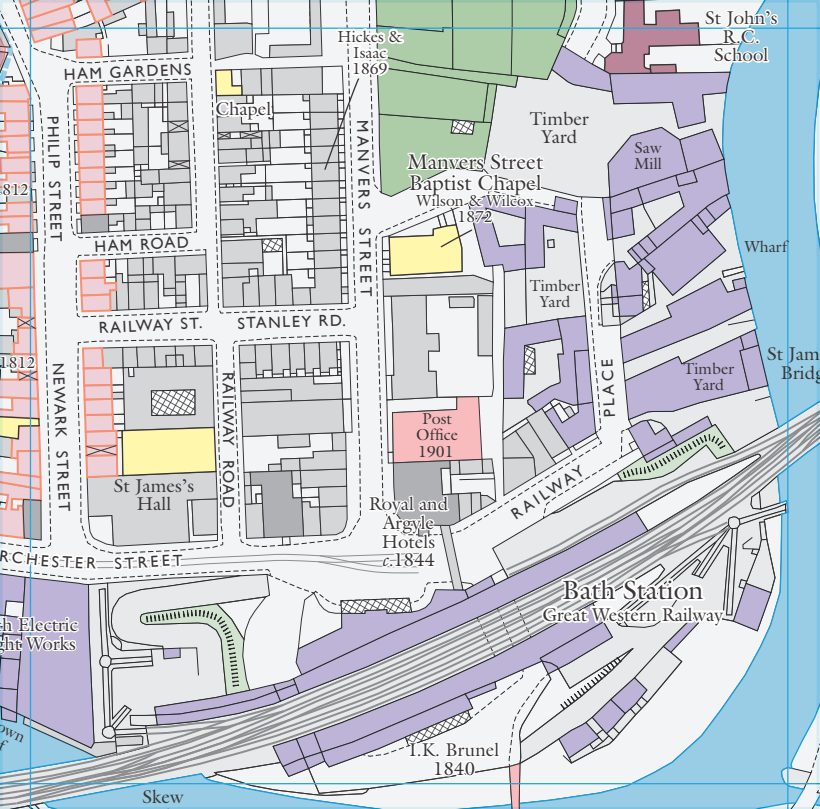 St John's
R.C.
School
Hickes &
Isaac
1869
HAM GARDENS
Chapel
Timber
Yard
PHILIP STREET
MANVERS STREET
Saw
Mill
Manvers Street
Baptist Chapel
Wilson & Wilcox
1872
1812
HAM ROAD
Wharf
Timber
Yard
RAILWAY ST.
STANLEY RD.
1812
St Jam
Bridg
NEWARK STREET
RAILWAY ROAD
PLACE
Timber
Yard
Post
Office
1901
St James's
Hall
RAILWAY
Royal and
Argyle
Hotels
c.1844
RCHESTER STREET
Bath Station
Great Western Railway
h Electric
ght Works
own
f
I.K. Brunel
1840
Skew